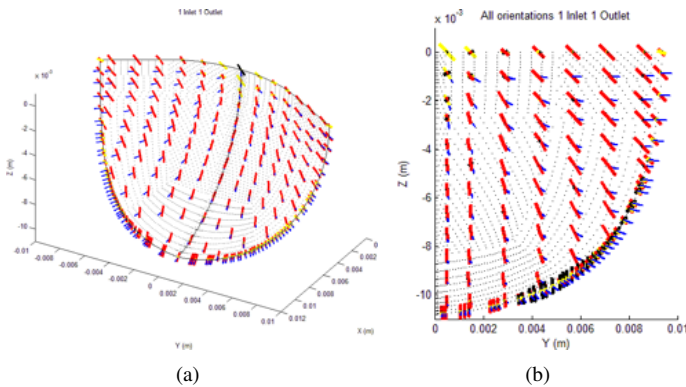 1 Inlet 1 Outlet
x 10⁻³
0
-2
-4
-6
-8
-10
Z (m)
-0.01
-0.008
-0.006
-0.004
-0.002
0
0.002
0.004
0.006
0.008
0.01
Y (m)
0
0.002
0.004
0.006
0.008
0.01
0.012
X (m)
(a)
All orientations 1 Inlet 1 Outlet
x 10⁻³
0
-2
-4
-6
-8
-10
Z (m)
0 0.002 0.004 0.006 0.008 0.01
Y (m)
(b)